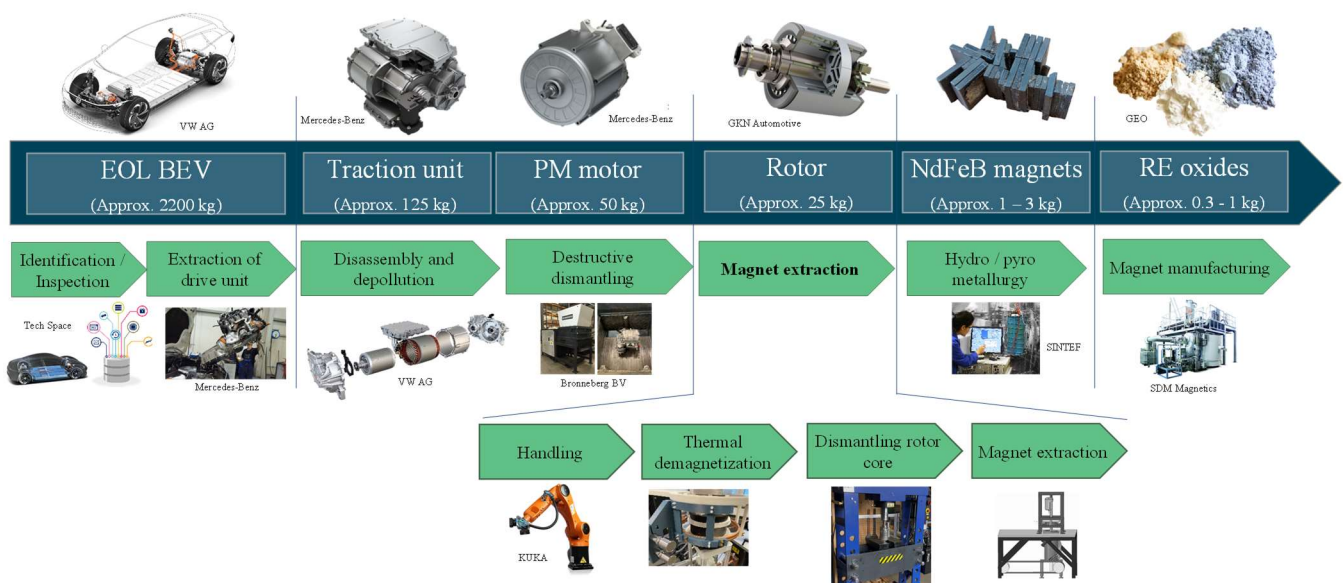 VW AG
Mercedes-Benz
Mercedes-Benz
GKN Automotive
GEO
EOL BEV
(Approx. 2200 kg)
Traction unit
(Approx. 125 kg)
PM motor
(Approx. 50 kg)
Rotor
(Approx. 25 kg)
NdFeB magnets
(Approx. 1 – 3 kg)
RE oxides
(Approx. 0.3 - 1 kg)
Identification /
Inspection
Extraction of
drive unit
Disassembly and
depollution
Destructive
dismantling
Magnet extraction
Hydro / pyro
metallurgy
Magnet manufacturing
Tech Space
Mercedes-Benz
VW AG
Bronneberg BV
SINTEF
SDM Magnetics
Handling
Thermal
demagnetization
Dismantling rotor
core
Magnet extraction
KUKA